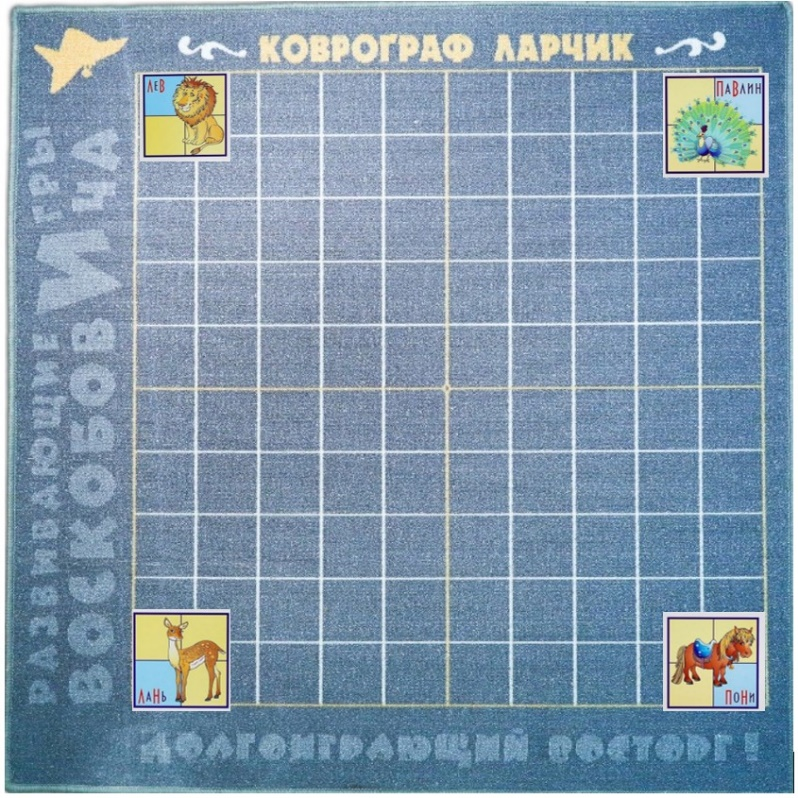 КОВРОГРАФ ЛАРЧИК
ЛЕВ
ПАВЛИН
РАЗВИВАЮЩИЕ ИГРЫ
ВОСКОБОВИЧА
ЛАНЬ
ПОНИ
ДОЛГОИГРАЮЩИЙ ВОСТОРГ!